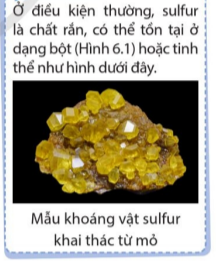 Ở điều kiện thường, sulfur
là chất rắn, có thể tồn tại ở
dạng bột (Hình 6.1) hoặc tinh
thể như hình dưới đây.
Mẫu khoáng vật sulfur
khai thác từ mỏ